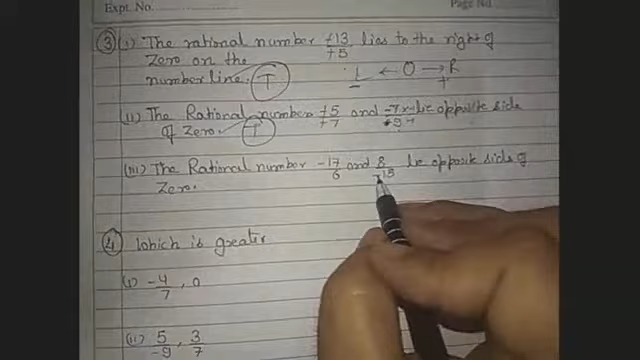 Expt. No.
Page No.
③ (i) The rational number -13/+5 lies to the right of
Zero on the
number line. T
L ← O → R
- +
(ii) The Rational number +5/+7 and lie opposite side
of Zero. T
(iii) The Rational number -17/6 and 8/-15 lie opposite side of
Zero.
④ Which is greater
(i) -4/7, 0
(ii) 5/-9, 3/7